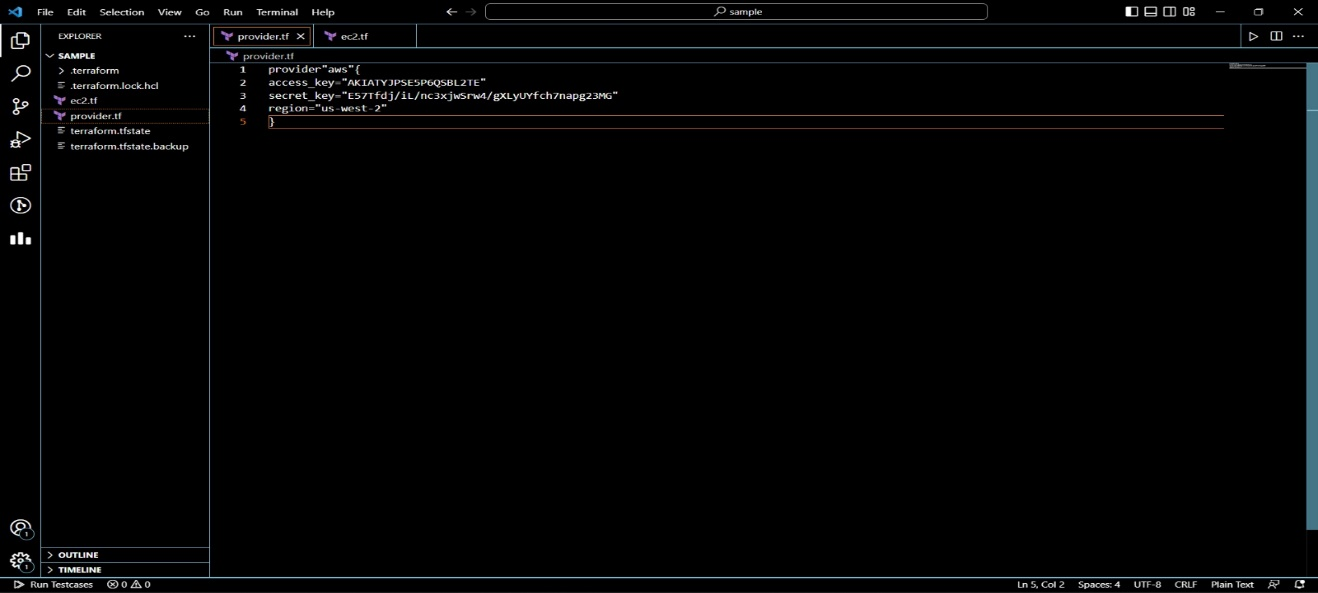 File Edit Selection View Go Run Terminal Help
sample
EXPLORER
SAMPLE
.terraform
.terraform.lock.hcl
ec2.tf
provider.tf
terraform.tfstate
terraform.tfstate.backup
provider.tf
ec2.tf
provider.tf
1 provider"aws"{
2 access_key="AKIATYJPSE5P6QSBL2TE"
3 secret_key="E57Tfdj/iL/nc3xjwSrw4/gXLyUYfch7napg23MG"
4 region="us-west-2"
5 }
1
1
OUTLINE
TIMELINE
Run Testcases 0 0
Ln 5, Col 2 Spaces: 4 UTF-8 CRLF Plain Text